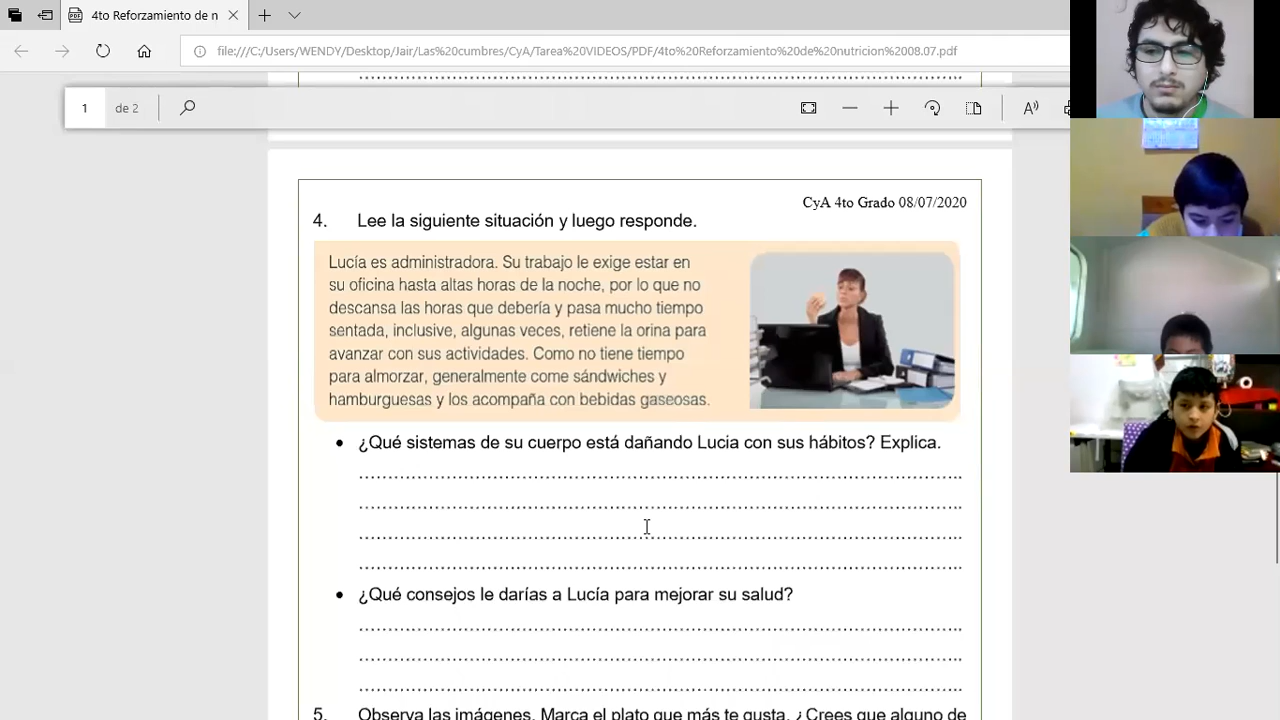 4to Reforzamiento de n
file:///C:/Users/WENDY/Desktop/Jair/Las%20cumbres/CyA/Tarea%20VIDEOS/PDF/4to%20Reforzamiento%20de%20nutricion%2008.07.pdf
1 de 2
CyA 4to Grado 08/07/2020
4. Lee la siguiente situación y luego responde.
Lucía es administradora. Su trabajo le exige estar en
su oficina hasta altas horas de la noche, por lo que no
descansa las horas que debería y pasa mucho tiempo
sentada, inclusive, algunas veces, retiene la orina para
avanzar con sus actividades. Como no tiene tiempo
para almorzar, generalmente come sándwiches y
hamburguesas y los acompaña con bebidas gaseosas.
• ¿Qué sistemas de su cuerpo está dañando Lucia con sus hábitos? Explica.
• ¿Qué consejos le darías a Lucía para mejorar su salud?
5. Observa las imágenes. Marca el plato que más te gusta. ¿Crees que alguno de